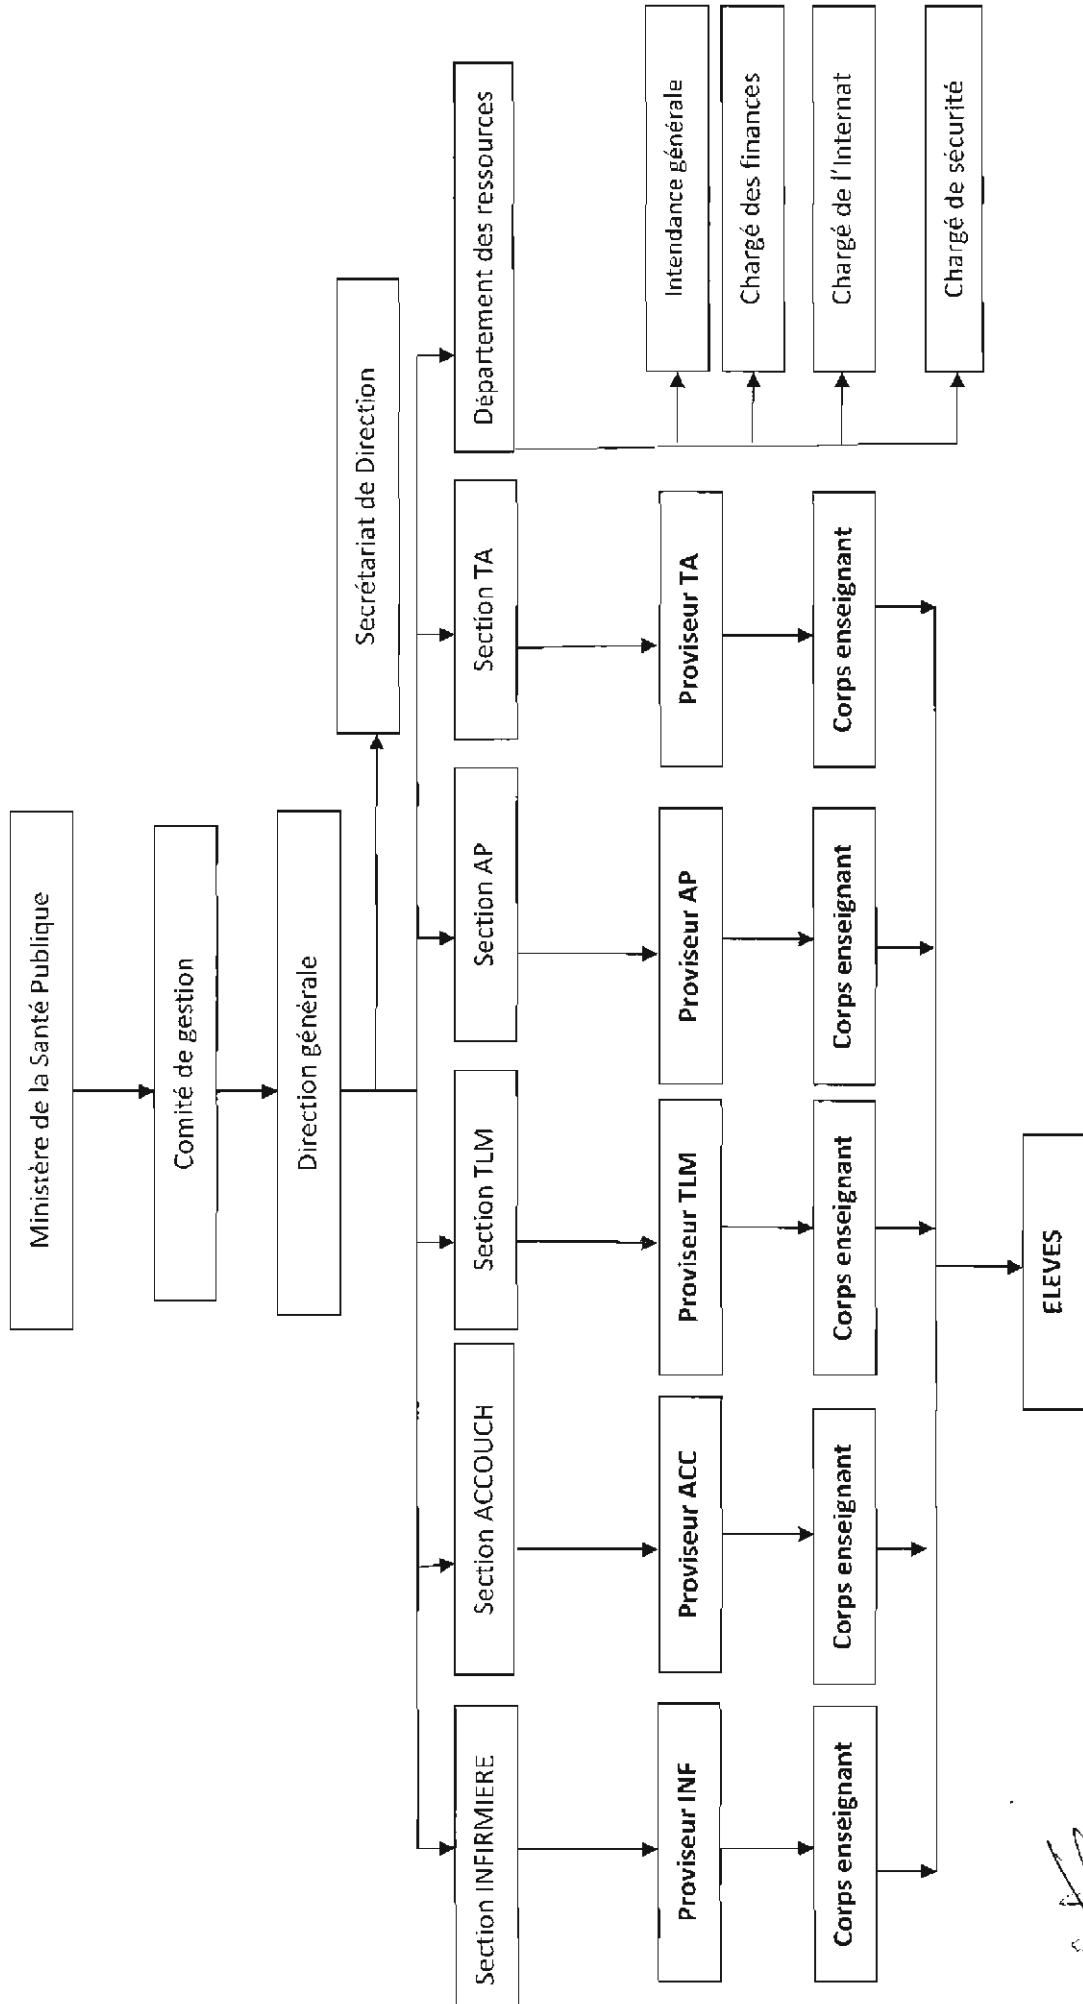 Ministère de la Santé Publique
Comité de gestion
Direction générale
Secrétariat de Direction
Section INFIRMIERE
Section ACCOUCH
Section TLM
Section AP
Section TA
Département des ressources
Proviseur INF
Proviseur ACC
Proviseur TLM
Proviseur AP
Proviseur TA
Intendance générale
Chargé des finances
Chargé de l'Internat
Chargé de sécurité
Corps enseignant
Corps enseignant
Corps enseignant
Corps enseignant
Corps enseignant
ELEVES